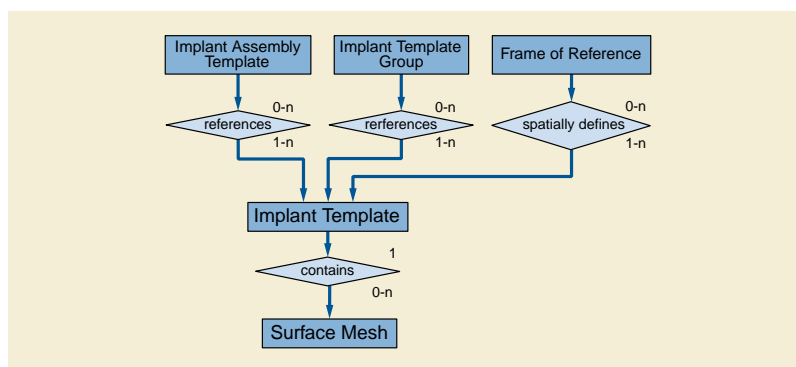 Implant Assembly
Template
Implant Template
Group
Frame of Reference
0-n
0-n
0-n
references
rerferences
spatially defines
1-n
1-n
1-n
Implant Template
1
contains
0-n
Surface Mesh